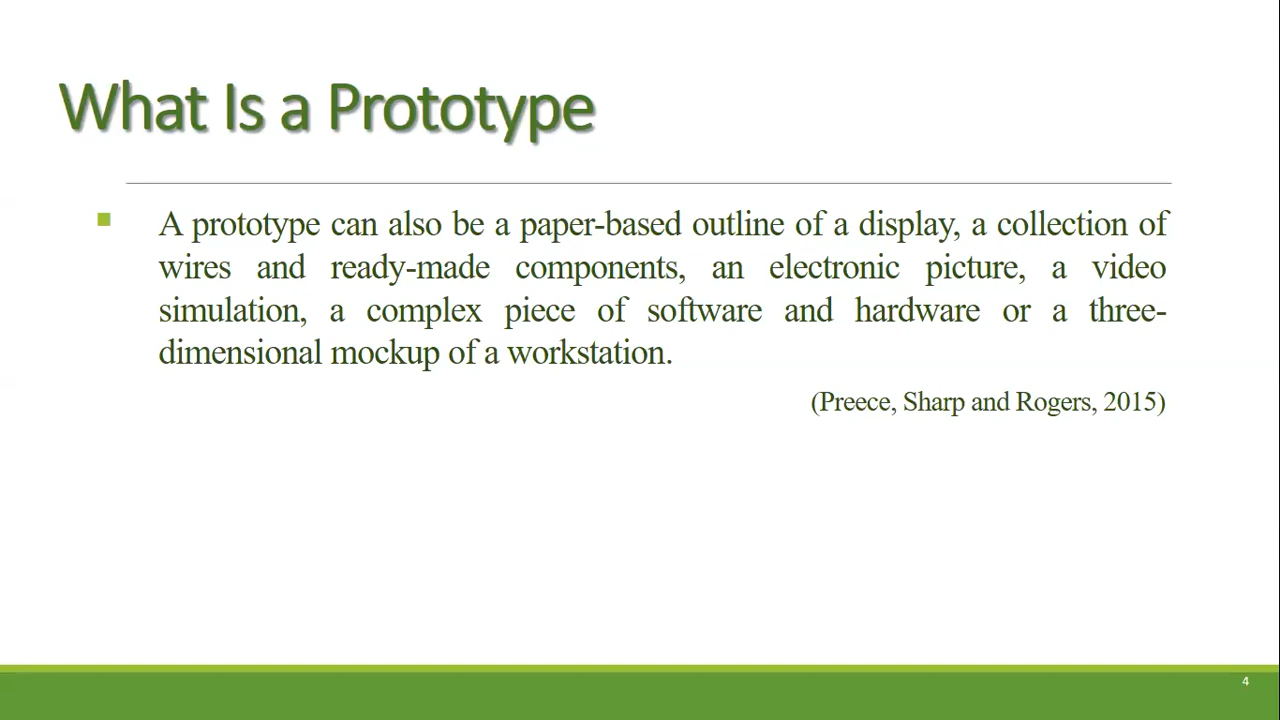 What Is a Prototype
A prototype can also be a paper-based outline of a display, a collection of
wires and ready-made components, an electronic picture, a video
simulation, a complex piece of software and hardware or a three-
dimensional mockup of a workstation.
(Preece, Sharp and Rogers, 2015)
4